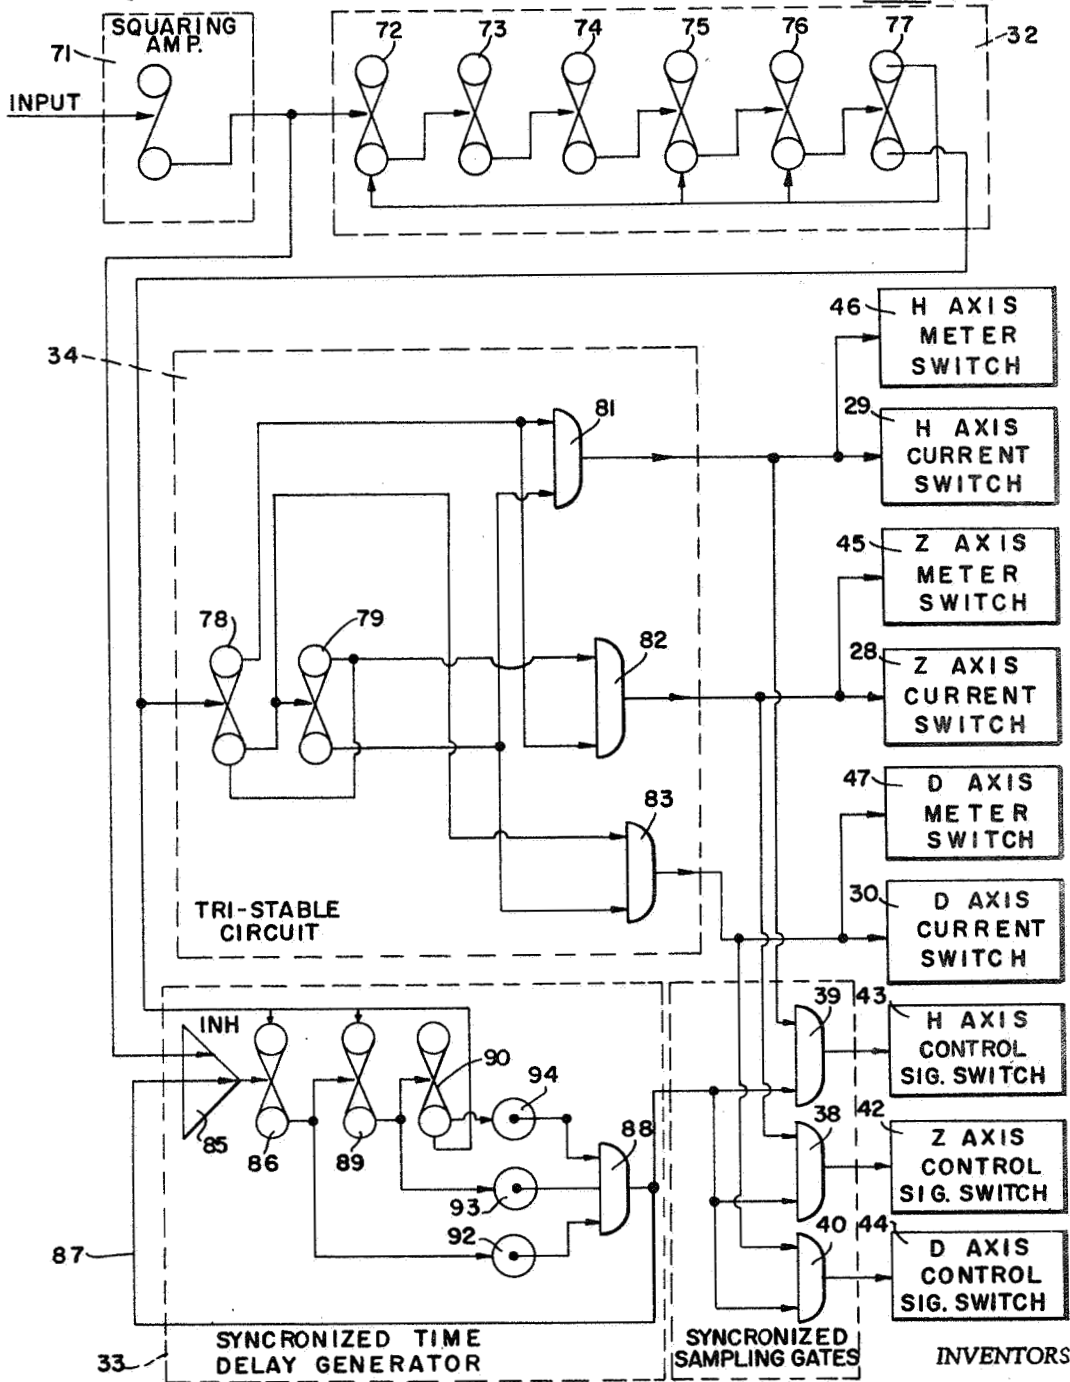 SQUARING
AMP.
71
INPUT
72
73
74
75
76
77
32
46
H AXIS
METER
SWITCH
34
29
H AXIS
CURRENT
SWITCH
81
45
Z AXIS
METER
SWITCH
78
79
82
28
Z AXIS
CURRENT
SWITCH
47
D AXIS
METER
SWITCH
83
30
D AXIS
CURRENT
SWITCH
TRI-STABLE
CIRCUIT
INH
85
86
89
90
94
93
92
88
87
39
43
H AXIS
CONTROL
SIG. SWITCH
38
42
Z AXIS
CONTROL
SIG. SWITCH
40
44
D AXIS
CONTROL
SIG. SWITCH
33
SYNCRONIZED TIME
DELAY GENERATOR
SYNCRONIZED
SAMPLING GATES
INVENTORS